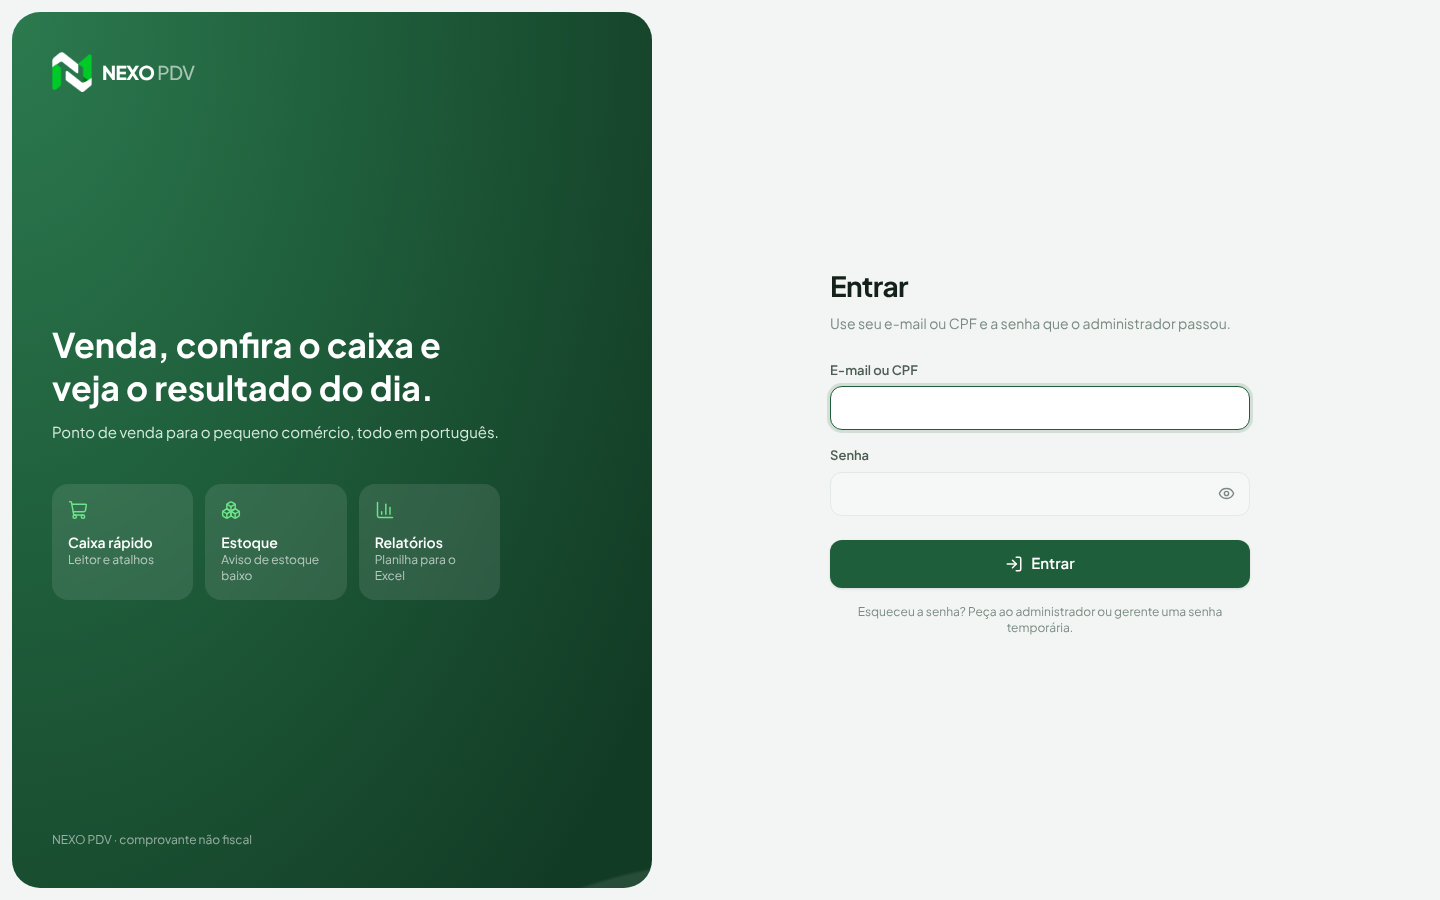 NEXO PDV
Venda, confira o caixa e
veja o resultado do dia.
Ponto de venda para o pequeno comércio, todo em português.
Caixa rápido
Leitor e atalhos
Estoque
Aviso de estoque
baixo
Relatórios
Planilha para o
Excel
NEXO PDV · comprovante não fiscal
Entrar
Use seu e-mail ou CPF e a senha que o administrador passou.
E-mail ou CPF
Senha
Entrar
Esqueceu a senha? Peça ao administrador ou gerente uma senha
temporária.